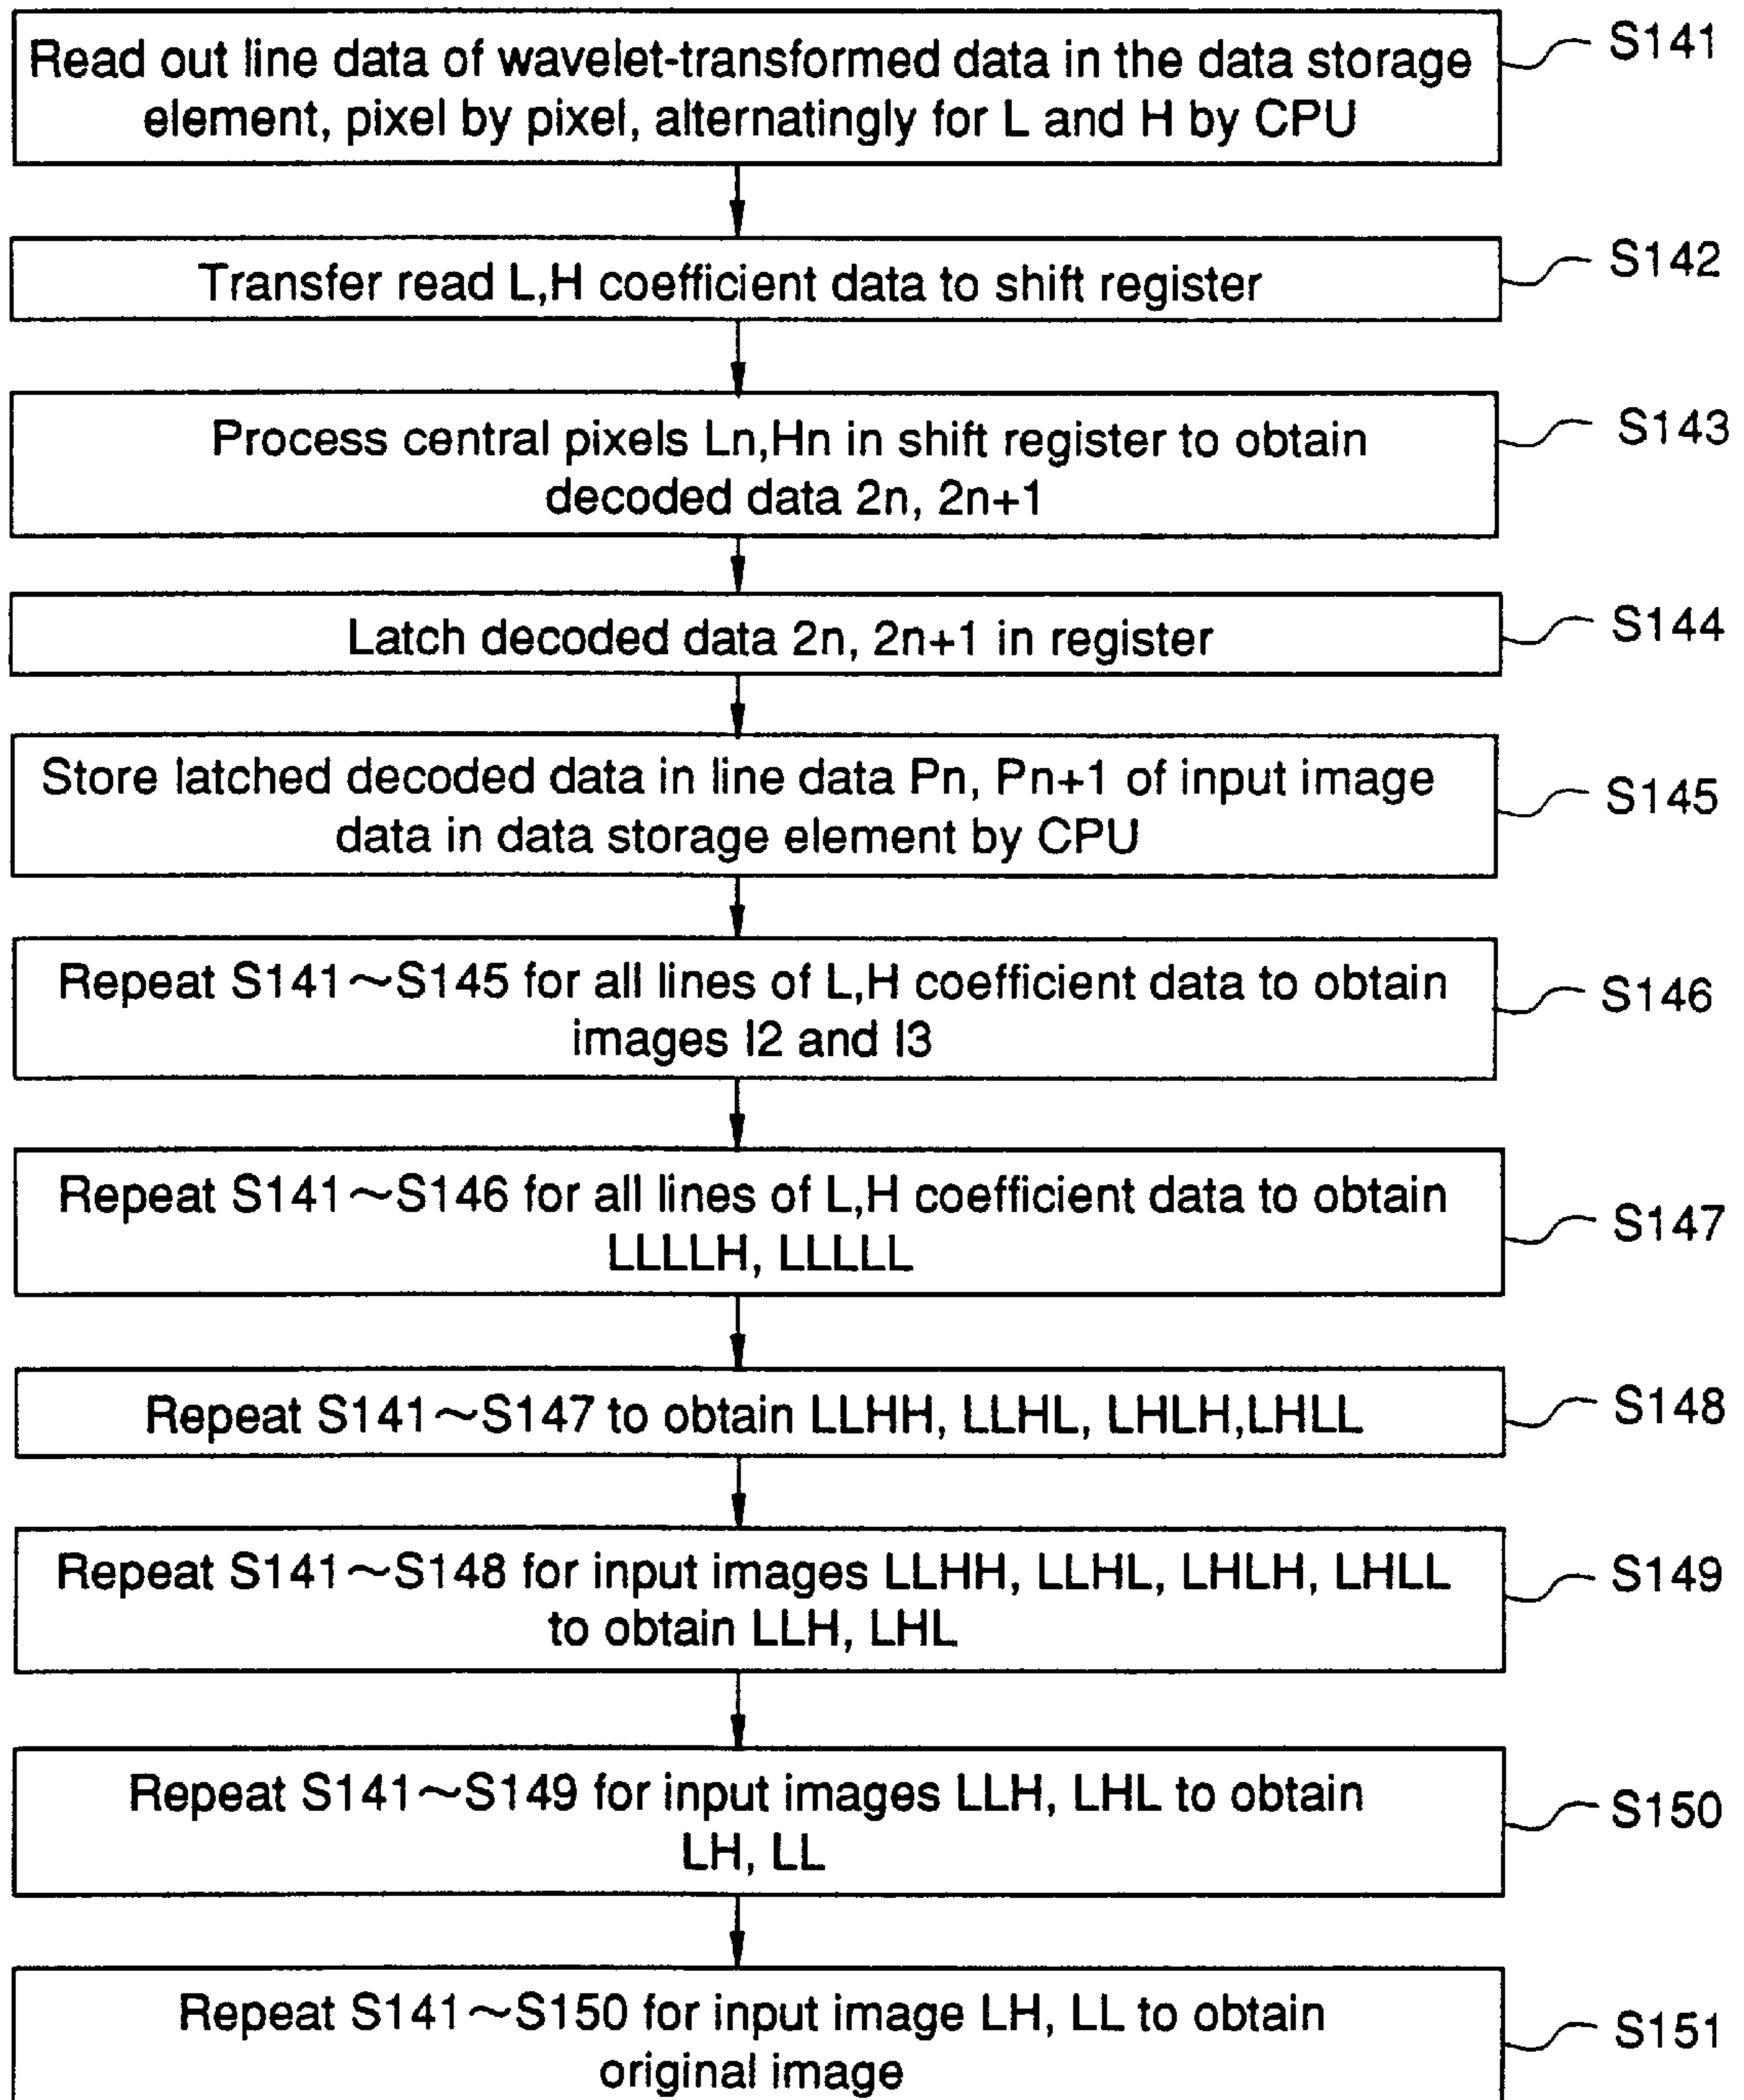 Read out line data of wavelet-transformed data in the data storage
element, pixel by pixel, alternatingly for L and H by CPU
S141
Transfer read L,H coefficient data to shift register
S142
Process central pixels Ln,Hn in shift register to obtain
decoded data 2n, 2n+1
S143
Latch decoded data 2n, 2n+1 in register
S144
Store latched decoded data in line data Pn, Pn+1 of input image
data in data storage element by CPU
S145
Repeat S141~S145 for all lines of L,H coefficient data to obtain
images I2 and I3
S146
Repeat S141~S146 for all lines of L,H coefficient data to obtain
LLLLH, LLLLL
S147
Repeat S141~S147 to obtain LLHH, LLHL, LHLH,LHLL
S148
Repeat S141~S148 for input images LLHH, LLHL, LHLH, LHLL
to obtain LLH, LHL
S149
Repeat S141~S149 for input images LLH, LHL to obtain
LH, LL
S150
Repeat S141~S150 for input image LH, LL to obtain
original image
S151